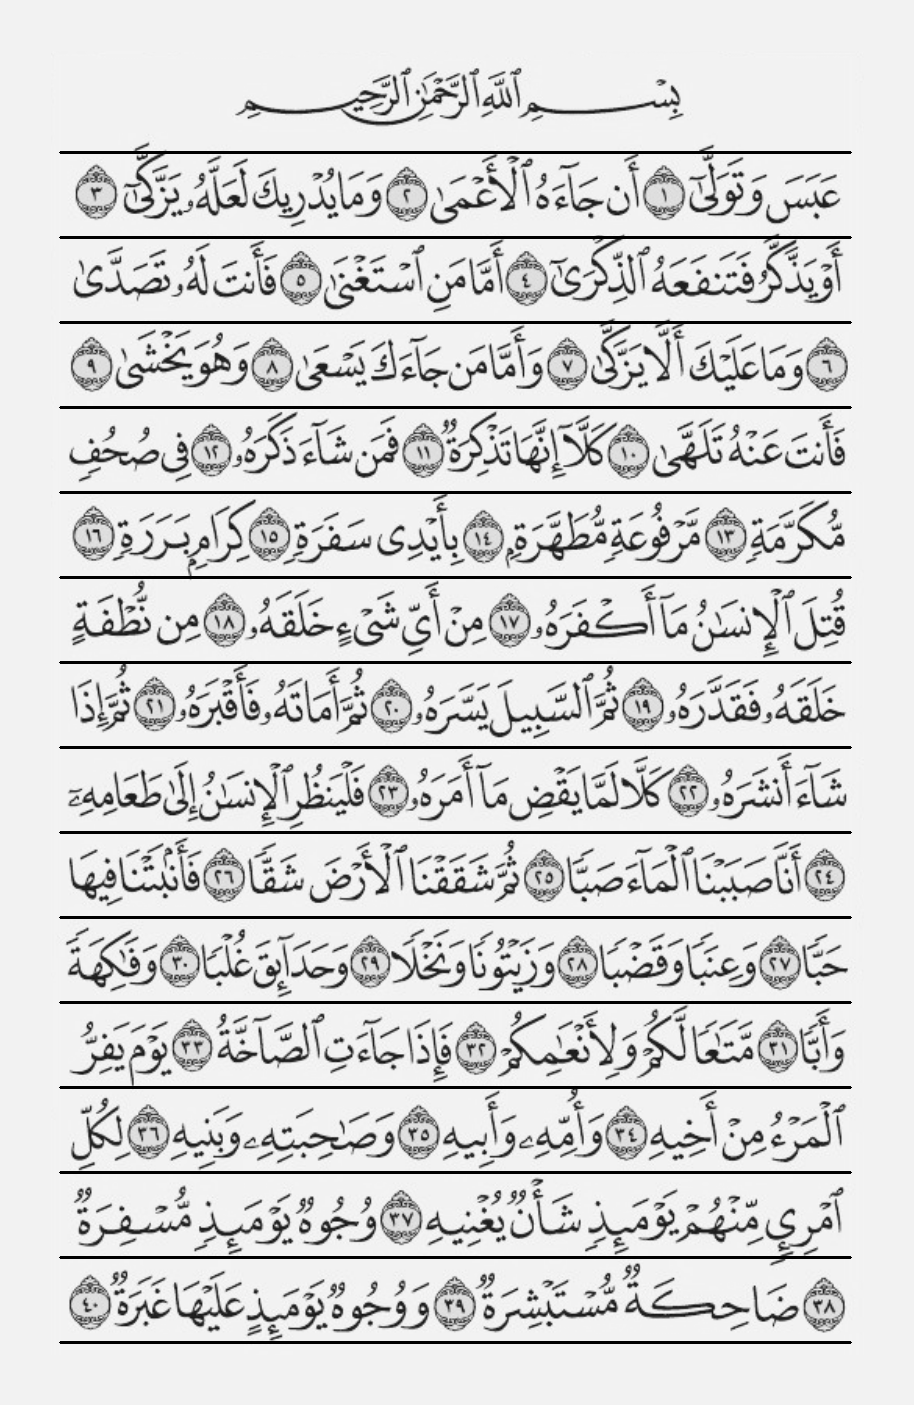 بِسْمِ ٱللَّهِ ٱلرَّحْمَـٰنِ ٱلرَّحِيمِ
عَبَسَ وَتَوَلَّىٰٓ ١ أَن جَآءَهُ ٱلْأَعْمَىٰ ٢ وَمَا يُدْرِيكَ لَعَلَّهُۥ يَزَّكَّىٰٓ ٣
أَوْ يَذَّكَّرُ فَتَنفَعَهُ ٱلذِّكْرَىٰٓ ٤ أَمَّا مَنِ ٱسْتَغْنَىٰ ٥ فَأَنتَ لَهُۥ تَصَدَّىٰ
٦ وَمَا عَلَيْكَ أَلَّا يَزَّكَّىٰ ٧ وَأَمَّا مَن جَآءَكَ يَسْعَىٰ ٨ وَهُوَ يَخْشَىٰ ٩
فَأَنتَ عَنْهُ تَلَهَّىٰ ١٠ كَلَّآ إِنَّهَا تَذْكِرَةٌ ١١ فَمَن شَآءَ ذَكَرَهُۥ ١٢ فِى صُحُفٍ
مُّكَرَّمَةٍ ١٣ مَّرْفُوعَةٍ مُّطَهَّرَةٍۭ ١٤ بِأَيْدِى سَفَرَةٍ ١٥ كِرَامٍۭ بَرَرَةٍ ١٦
قُتِلَ ٱلْإِنسَـٰنُ مَآ أَكْفَرَهُۥ ١٧ مِنْ أَىِّ شَىْءٍ خَلَقَهُۥ ١٨ مِن نُّطْفَةٍ
خَلَقَهُۥ فَقَدَّرَهُۥ ١٩ ثُمَّ ٱلسَّبِيلَ يَسَّرَهُۥ ٢٠ ثُمَّ أَمَاتَهُۥ فَأَقْبَرَهُۥ ٢١ ثُمَّ إِذَا
شَآءَ أَنشَرَهُۥ ٢٢ كَلَّا لَمَّا يَقْضِ مَآ أَمَرَهُۥ ٢٣ فَلْيَنظُرِ ٱلْإِنسَـٰنُ إِلَىٰ طَعَامِهِۦٓ
٢٤ أَنَّا صَبَبْنَا ٱلْمَآءَ صَبًّا ٢٥ ثُمَّ شَقَقْنَا ٱلْأَرْضَ شَقًّا ٢٦ فَأَنۢبَتْنَا فِيهَا
حَبًّا ٢٧ وَعِنَبًا وَقَضْبًا ٢٨ وَزَيْتُونًا وَنَخْلًا ٢٩ وَحَدَآئِقَ غُلْبًا ٣٠ وَفَـٰكِهَةً
وَأَبًّا ٣١ مَّتَـٰعًا لَّكُمْ وَلِأَنْعَـٰمِكُمْ ٣٢ فَإِذَا جَآءَتِ ٱلصَّآخَّةُ ٣٣ يَوْمَ يَفِرُّ
ٱلْمَرْءُ مِنْ أَخِيهِ ٣٤ وَأُمِّهِۦ وَأَبِيهِ ٣٥ وَصَـٰحِبَتِهِۦ وَبَنِيهِ ٣٦ لِكُلِّ
ٱمْرِئٍ مِّنْهُمْ يَوْمَئِذٍ شَأْنٌ يُغْنِيهِ ٣٧ وُجُوهٌ يَوْمَئِذٍ مُّسْفِرَةٌ
٣٨ ضَاحِكَةٌ مُّسْتَبْشِرَةٌ ٣٩ وَوُجُوهٌ يَوْمَئِذٍ عَلَيْهَا غَبَرَةٌ ٤٠